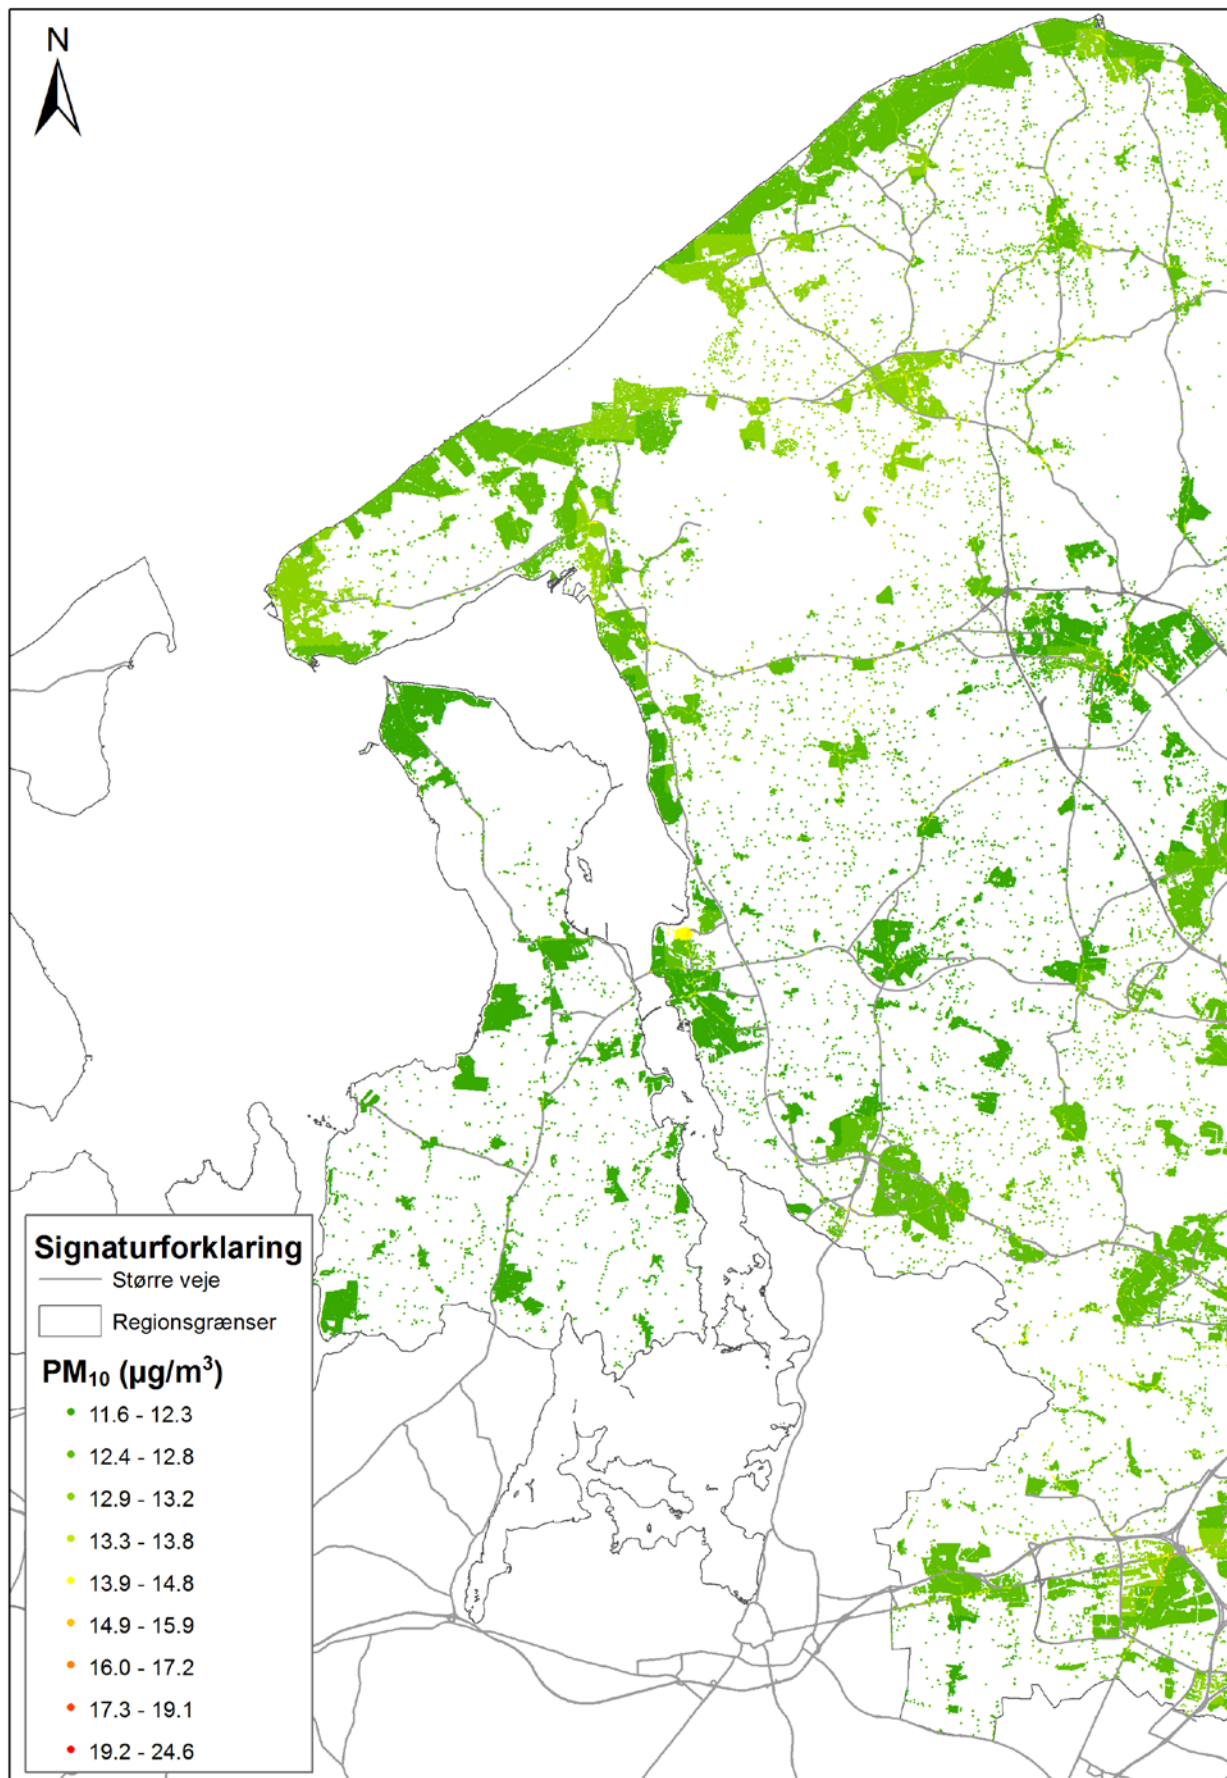 N
Signaturforklaring
Større veje
Regionsgrænser
PM₁₀ (µg/m³)
11.6 - 12.3
12.4 - 12.8
12.9 - 13.2
13.3 - 13.8
13.9 - 14.8
14.9 - 15.9
16.0 - 17.2
17.3 - 19.1
19.2 - 24.6